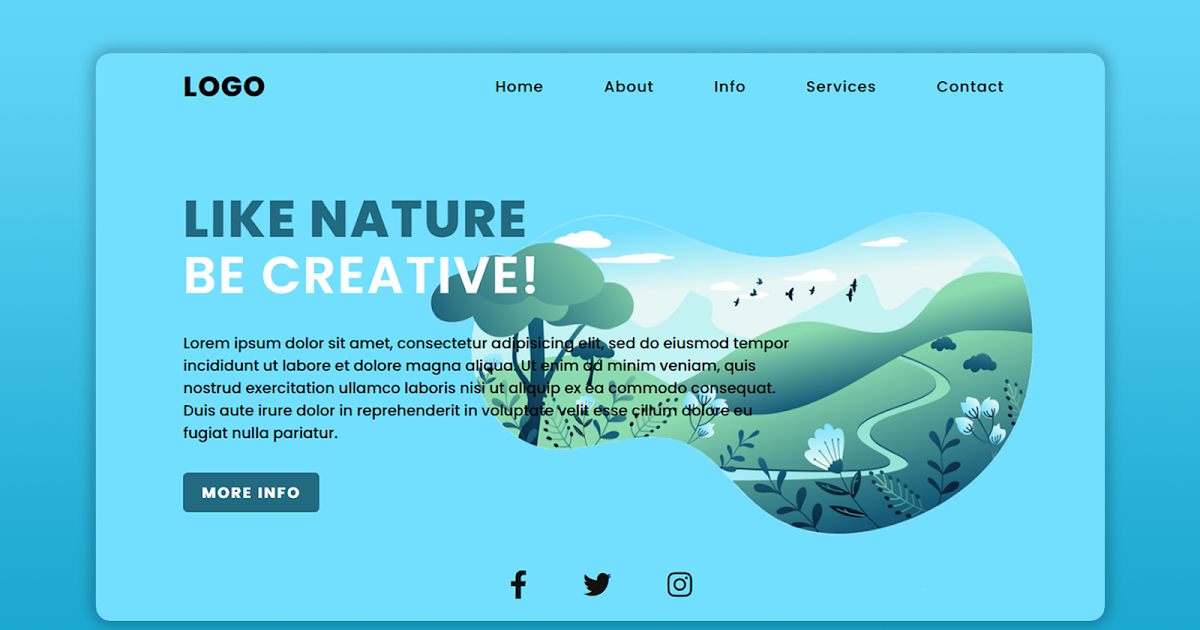 LOGO
Home About Info Services Contact
LIKE NATURE
BE CREATIVE!
Lorem ipsum dolor sit amet, consectetur adipisicing elit, sed do eiusmod tempor
incididunt ut labore et dolore magna aliqua. Ut enim ad minim veniam, quis
nostrud exercitation ullamco laboris nisi ut aliquip ex ea commodo consequat.
Duis aute irure dolor in reprehenderit in voluptate velit esse cillum dolore eu
fugiat nulla pariatur.
MORE INFO